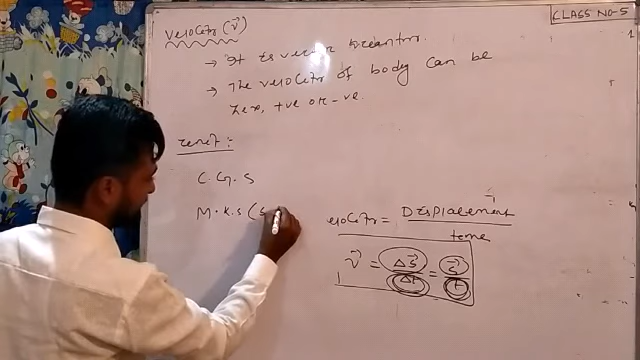 CLASS NO-5
Velocity (v⃗)
→ It is vector quantity.
→ The velocity of body can be
zero, +ve or -ve.
Unit :-
C.G.S
M.K.S (S
velocity = Displacement
time
v⃗ = Δs⃗/Δt = s⃗/t